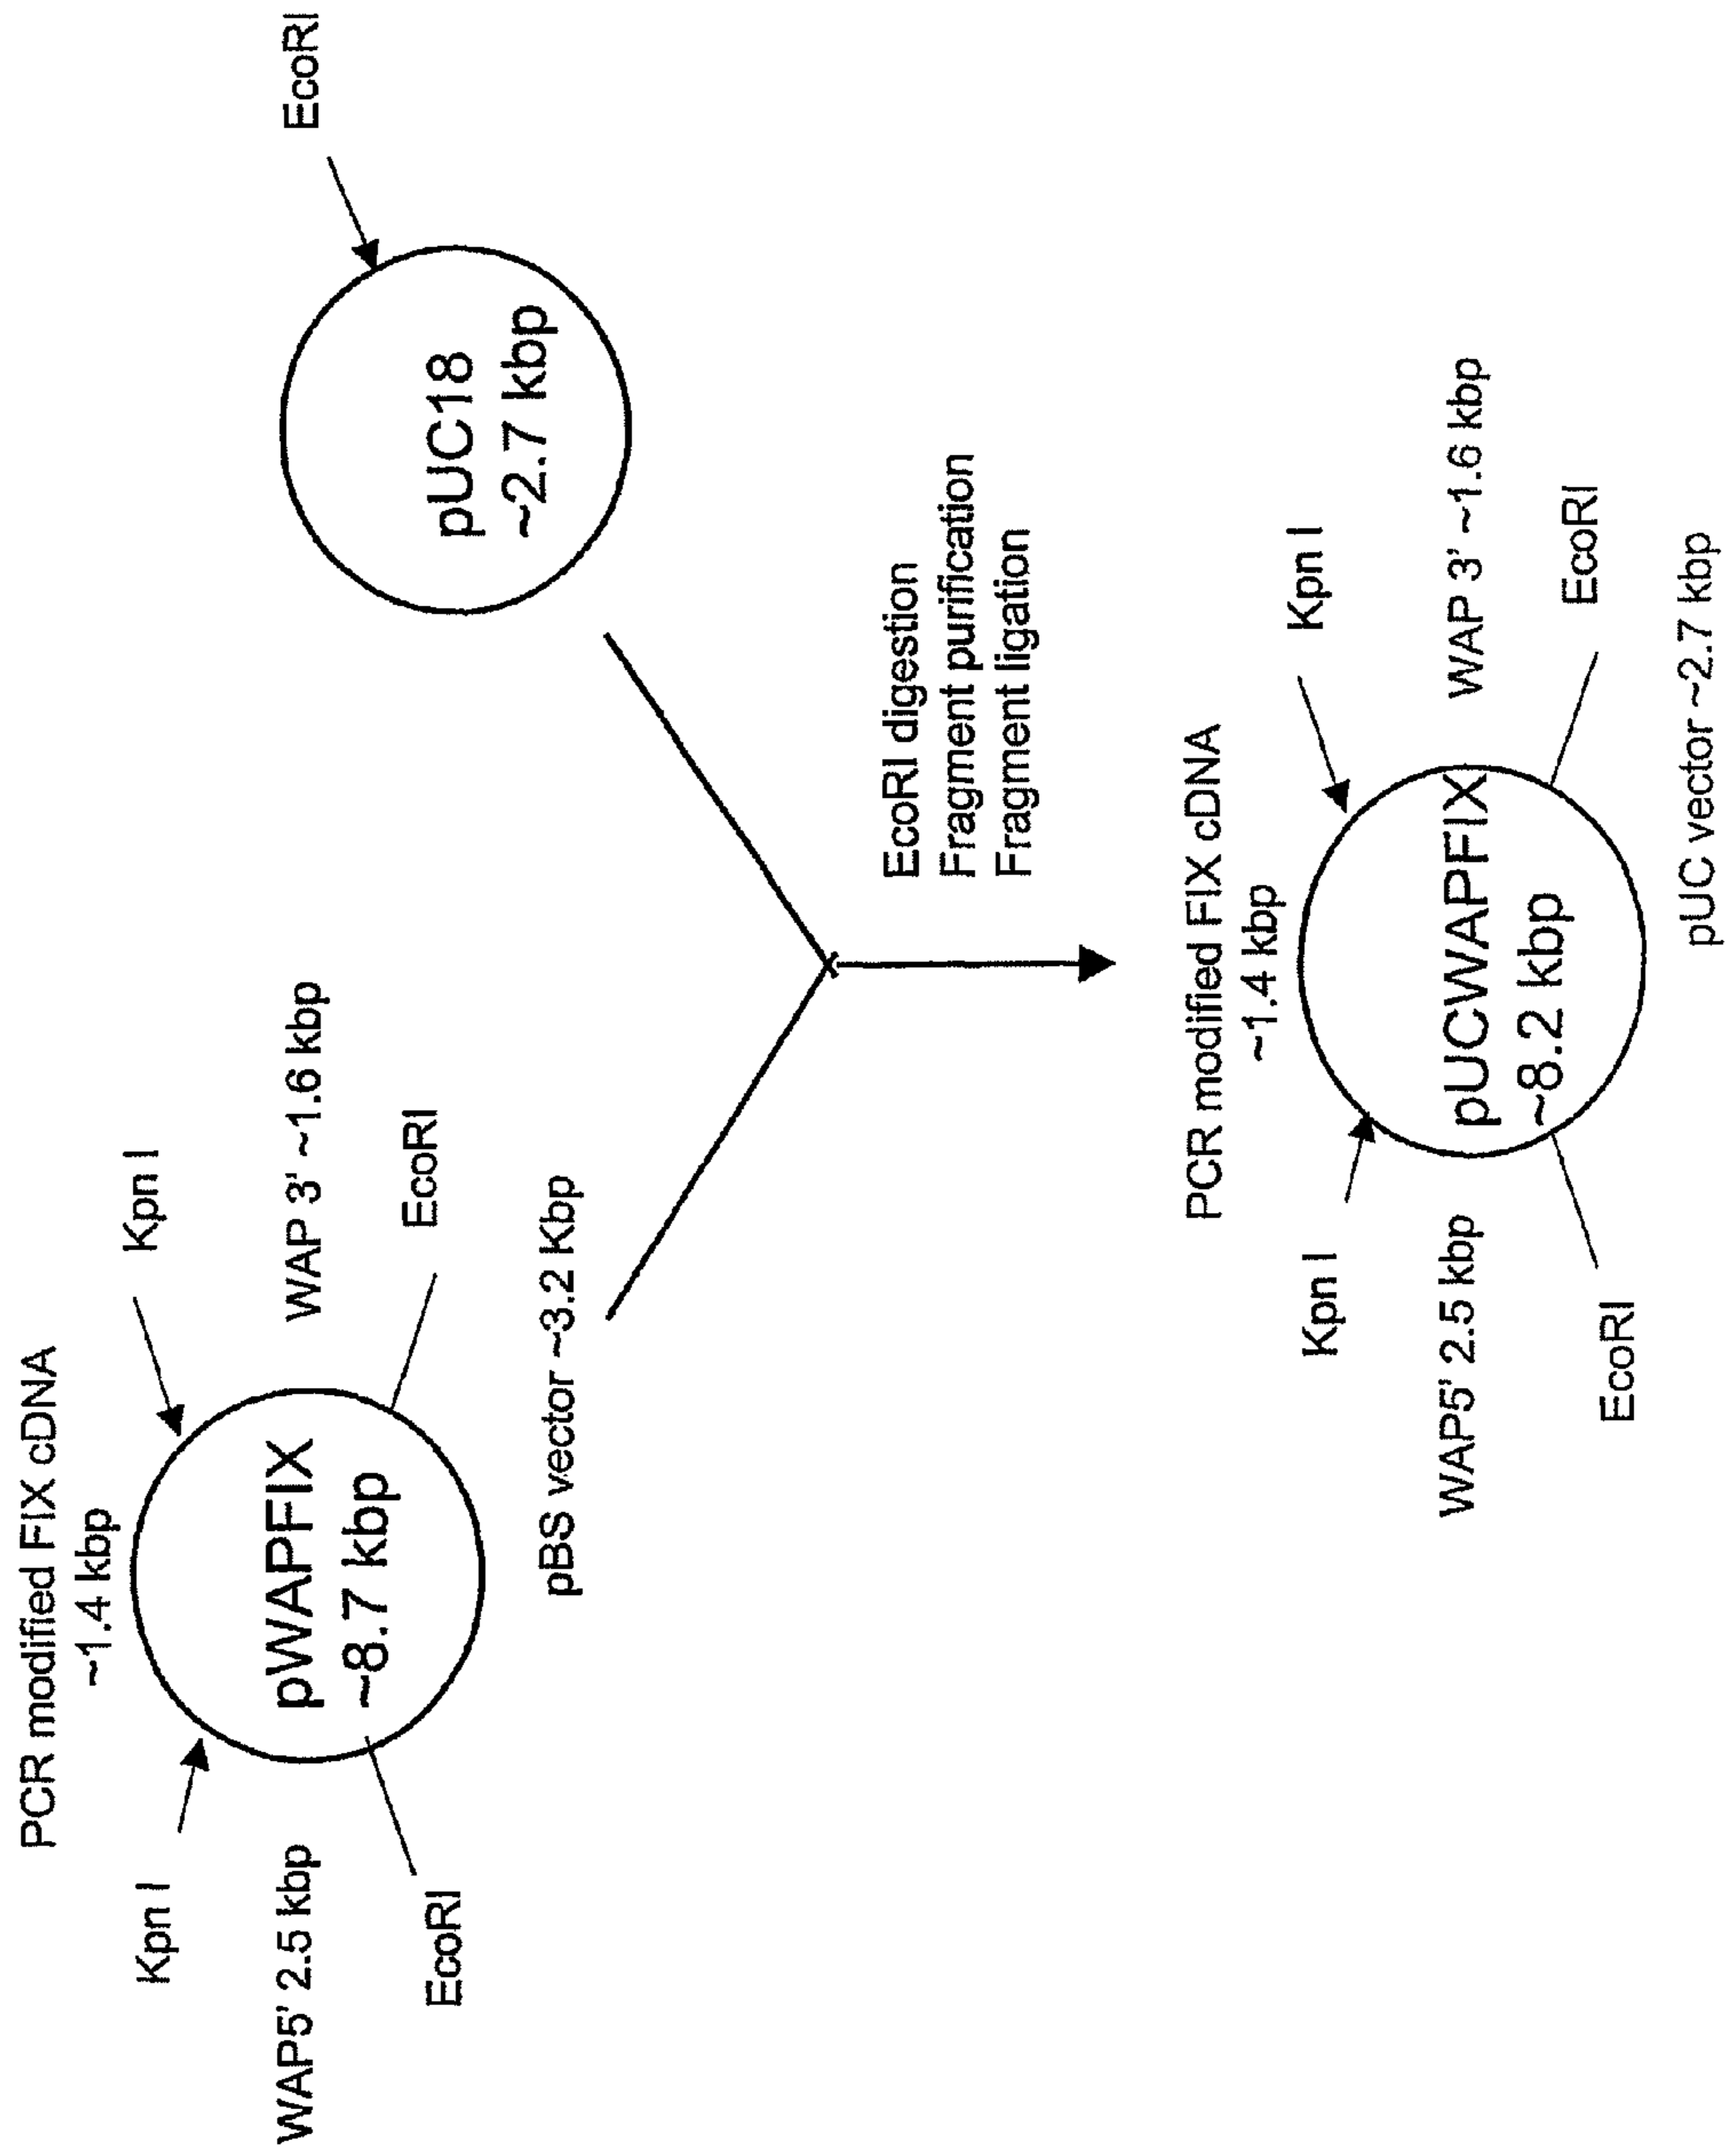 PCR modified FIX cDNA
~1.4 kbp
Kpn I
Kpn I
WAP5' 2.5 kbp
WAP 3' ~1.6 kbp
pWAPFIX
~8.7 kbp
EcoRI
EcoRI
pBS vector ~3.2 Kbp
EcoRI
pUC18
~2.7 kbp
EcoRI digestion
Fragment purification
Fragment ligation
PCR modified FIX cDNA
~1.4 kbp
Kpn I
Kpn I
WAP5' 2.5 kbp
WAP 3' ~1.6 kbp
pUCWAPFIX
~8.2 kbp
EcoRI
EcoRI
pUC vector ~2.7 kbp